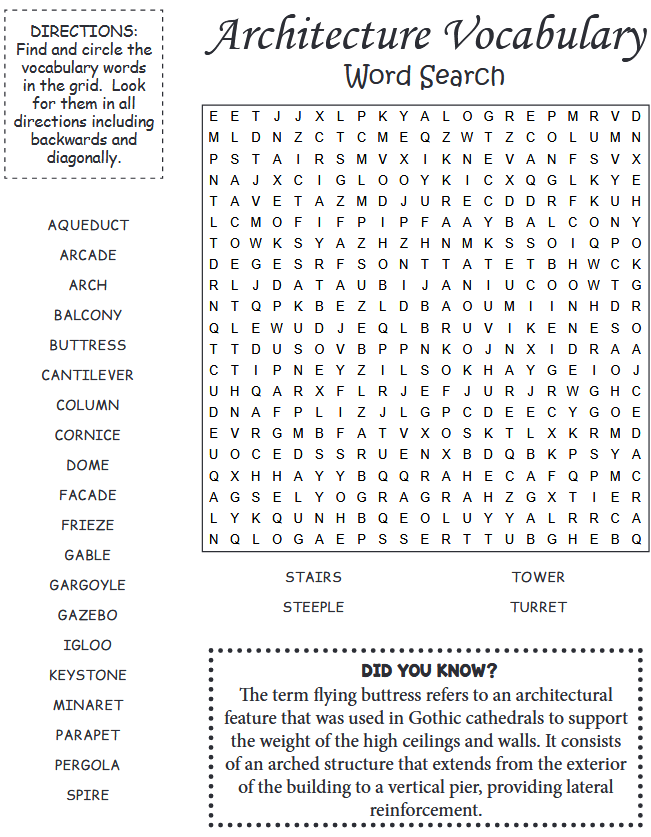 Architecture Vocabulary
Word Search
DIRECTIONS:
Find and circle the
vocabulary words
in the grid. Look
for them in all
directions including
backwards and
diagonally.
E E T J J X L P K Y A L O G R E P M R V D
M L D N Z C T C M E Q Z W T Z C O L U M N
P S T A I R S M V X I K N E V A N F S V X
N A J X C I G L O O Y K I C X Q G L K Y E
T A V E T A Z M D J U R E C D D R F K U H
L C M O F I F P I P F A A Y B A L C O N Y
T O W K S Y A Z H Z H N M K S S O I Q P O
D E G E S R F S O N T T A T E T B H W C K
R L J D A T A U B I J A N I U C O O W T G
N T Q P K B E Z L D B A O U M I I N H D R
Q L E W U D J E Q L B R U V I K E N E S O
T T D U S O V B P P N K O J N X I D R A A
C T I P N E Y Z I L S O K H A Y G E I O J
U H Q A R X F L R J E F J U R J R W G H C
D N A F P L I Z J L G P C D E E C Y G O E
E V R G M B F A T V X O S K T L X K R M D
U O C E D S S R U E N X B D Q B K P S Y A
Q X H H A Y Y B Q Q R A H E C A F Q P M C
A G S E L Y O G R A G R A H Z G X T I E R
L Y K Q U N H B Q E O L U Y Y A L R R C A
N Q L O G A E P S S E R T T U B G H E B Q
AQUEDUCT
ARCADE
ARCH
BALCONY
BUTTRESS
CANTILEVER
COLUMN
CORNICE
DOME
FACADE
FRIEZE
GABLE
GARGOYLE
GAZEBO
IGLOO
KEYSTONE
MINARET
PARAPET
PERGOLA
SPIRE
STAIRS
STEEPLE
TOWER
TURRET
DID YOU KNOW?
The term flying buttress refers to an architectural
feature that was used in Gothic cathedrals to support
the weight of the high ceilings and walls. It consists
of an arched structure that extends from the exterior
of the building to a vertical pier, providing lateral
reinforcement.